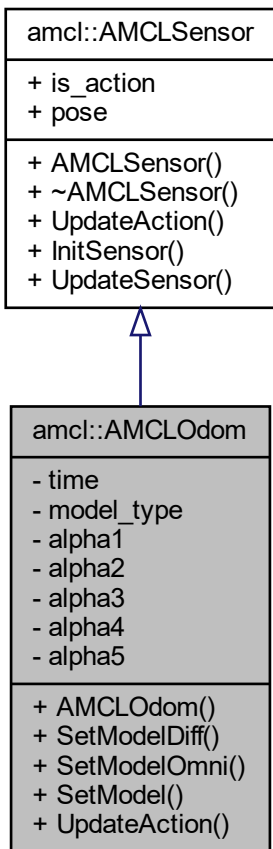 amcl::AMCLSensor
+ is_action
+ pose
+ AMCLSensor()
+ ~AMCLSensor()
+ UpdateAction()
+ InitSensor()
+ UpdateSensor()
amcl::AMCLOdom
- time
- model_type
- alpha1
- alpha2
- alpha3
- alpha4
- alpha5
+ AMCLOdom()
+ SetModelDiff()
+ SetModelOmni()
+ SetModel()
+ UpdateAction()